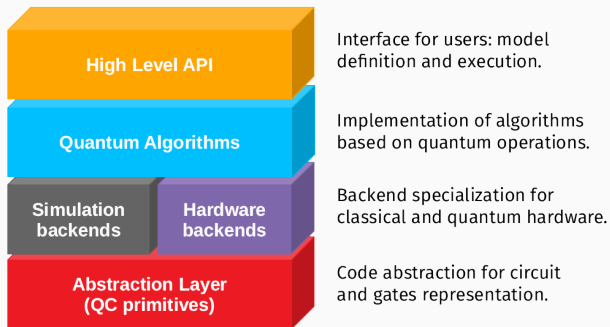 High Level API
Interface for users: model
definition and execution.
Quantum Algorithms
Implementation of algorithms
based on quantum operations.
Simulation
backends
Hardware
backends
Backend specialization for
classical and quantum hardware.
Abstraction Layer
(QC primitives)
Code abstraction for circuit
and gates representation.